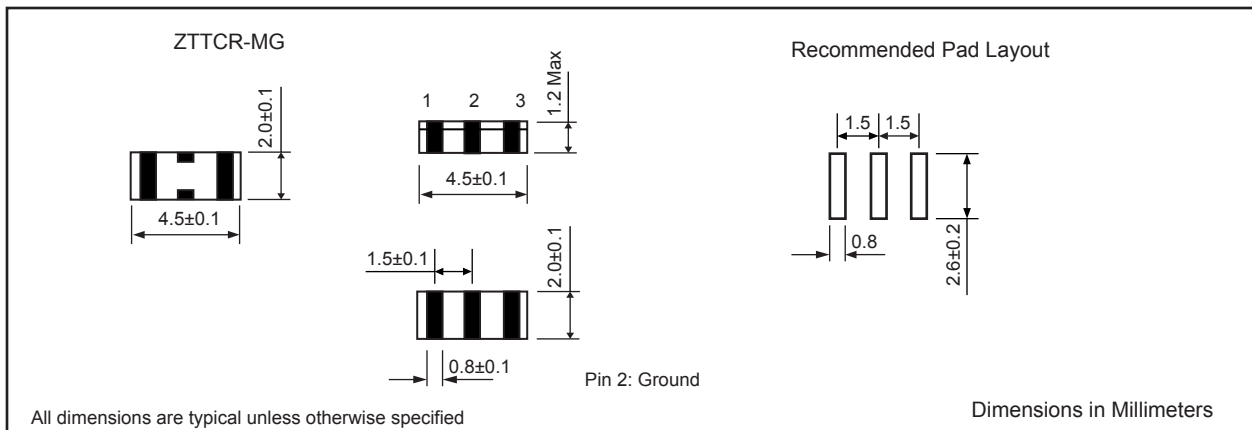 ZTTCR-MG
2.0±0.1
4.5±0.1
1 2 3
1.2 Max
4.5±0.1
1.5±0.1
2.0±0.1
0.8±0.1
Pin 2: Ground
Recommended Pad Layout
1.5 1.5
0.8
2.6±0.2
All dimensions are typical unless otherwise specified
Dimensions in Millimeters